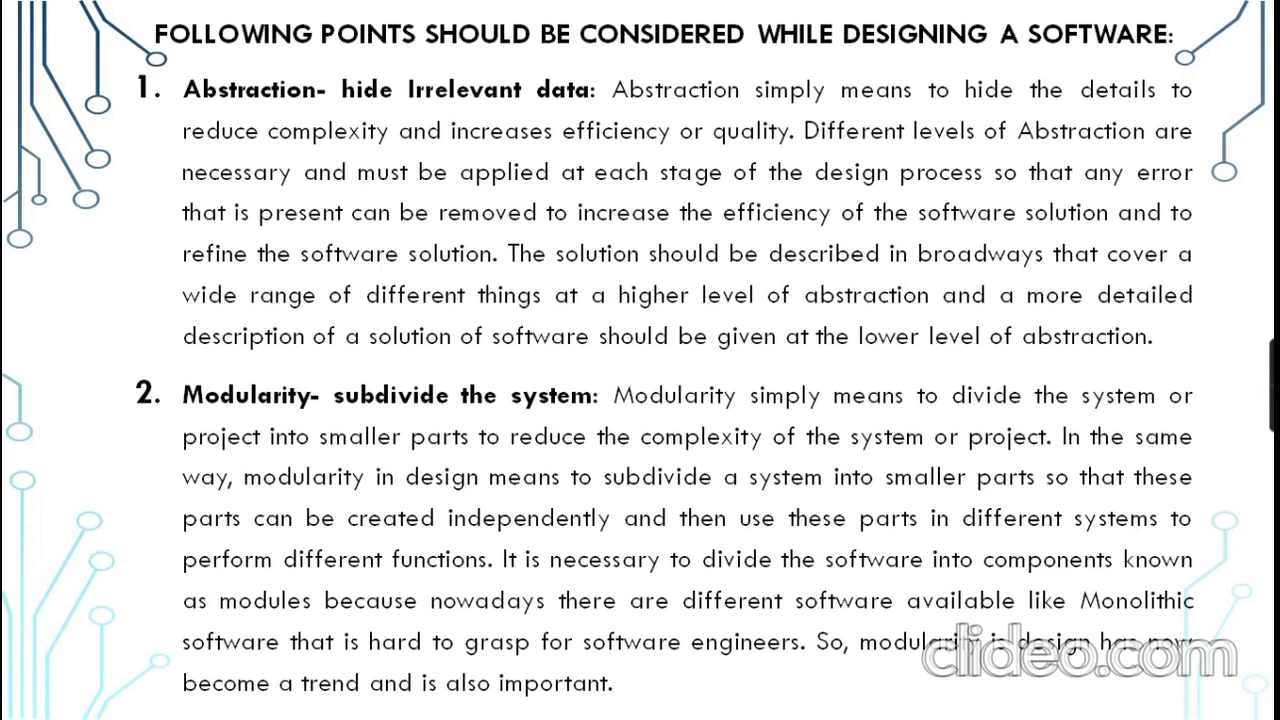 FOLLOWING POINTS SHOULD BE CONSIDERED WHILE DESIGNING A SOFTWARE:
1. Abstraction- hide Irrelevant data: Abstraction simply means to hide the details to
reduce complexity and increases efficiency or quality. Different levels of Abstraction are
necessary and must be applied at each stage of the design process so that any error
that is present can be removed to increase the efficiency of the software solution and to
refine the software solution. The solution should be described in broadways that cover a
wide range of different things at a higher level of abstraction and a more detailed
description of a solution of software should be given at the lower level of abstraction.
2. Modularity- subdivide the system: Modularity simply means to divide the system or
project into smaller parts to reduce the complexity of the system or project. In the same
way, modularity in design means to subdivide a system into smaller parts so that these
parts can be created independently and then use these parts in different systems to
perform different functions. It is necessary to divide the software into components known
as modules because nowadays there are different software available like Monolithic
software that is hard to grasp for software engineers. So, modularity is design has now
become a trend and is also important.
clideo.com